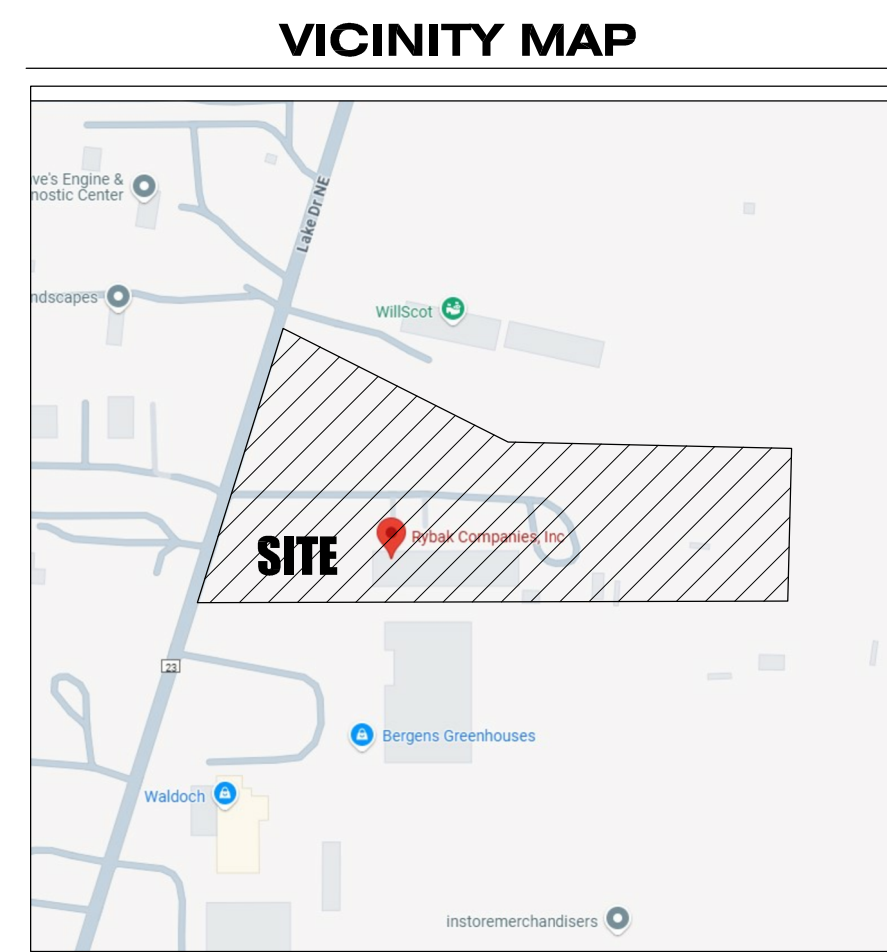 VICINITY MAP
ve's Engine &
nostic Center
Lake Dr NE
ndscapes
WillScot
Rybak Companies, Inc
SITE
23
Bergens Greenhouses
Waldoch
instoremerchandisers